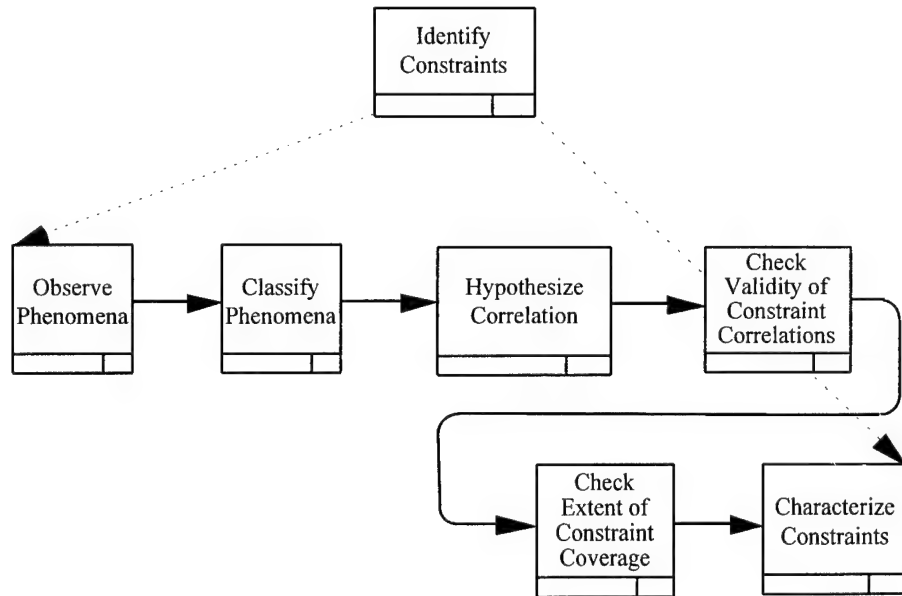 Identify
Constraints
Observe
Phenomena
Classify
Phenomena
Hypothesize
Correlation
Check
Validity of
Constraint
Correlations
Check
Extent of
Constraint
Coverage
Characterize
Constraints